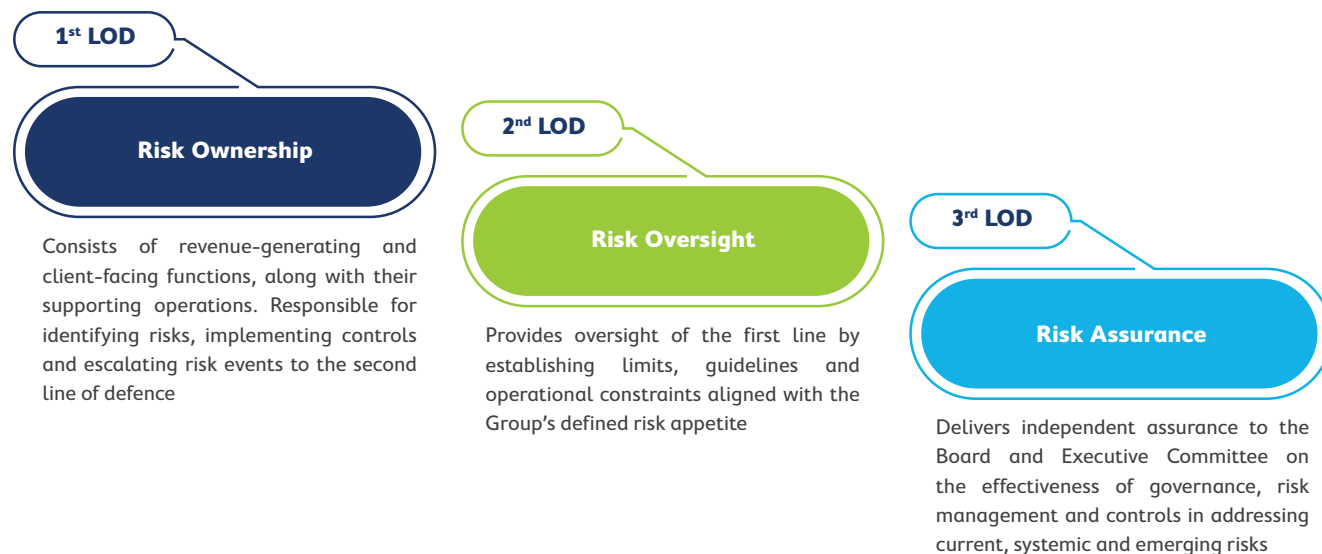 1st LOD
Risk Ownership
Consists of revenue-generating and
client-facing functions, along with their
supporting operations. Responsible for
identifying risks, implementing controls
and escalating risk events to the second
line of defence
2nd LOD
Risk Oversight
Provides oversight of the first line by
establishing limits, guidelines and
operational constraints aligned with the
Group's defined risk appetite
3rd LOD
Risk Assurance
Delivers independent assurance to the
Board and Executive Committee on
the effectiveness of governance, risk
management and controls in addressing
current, systemic and emerging risks